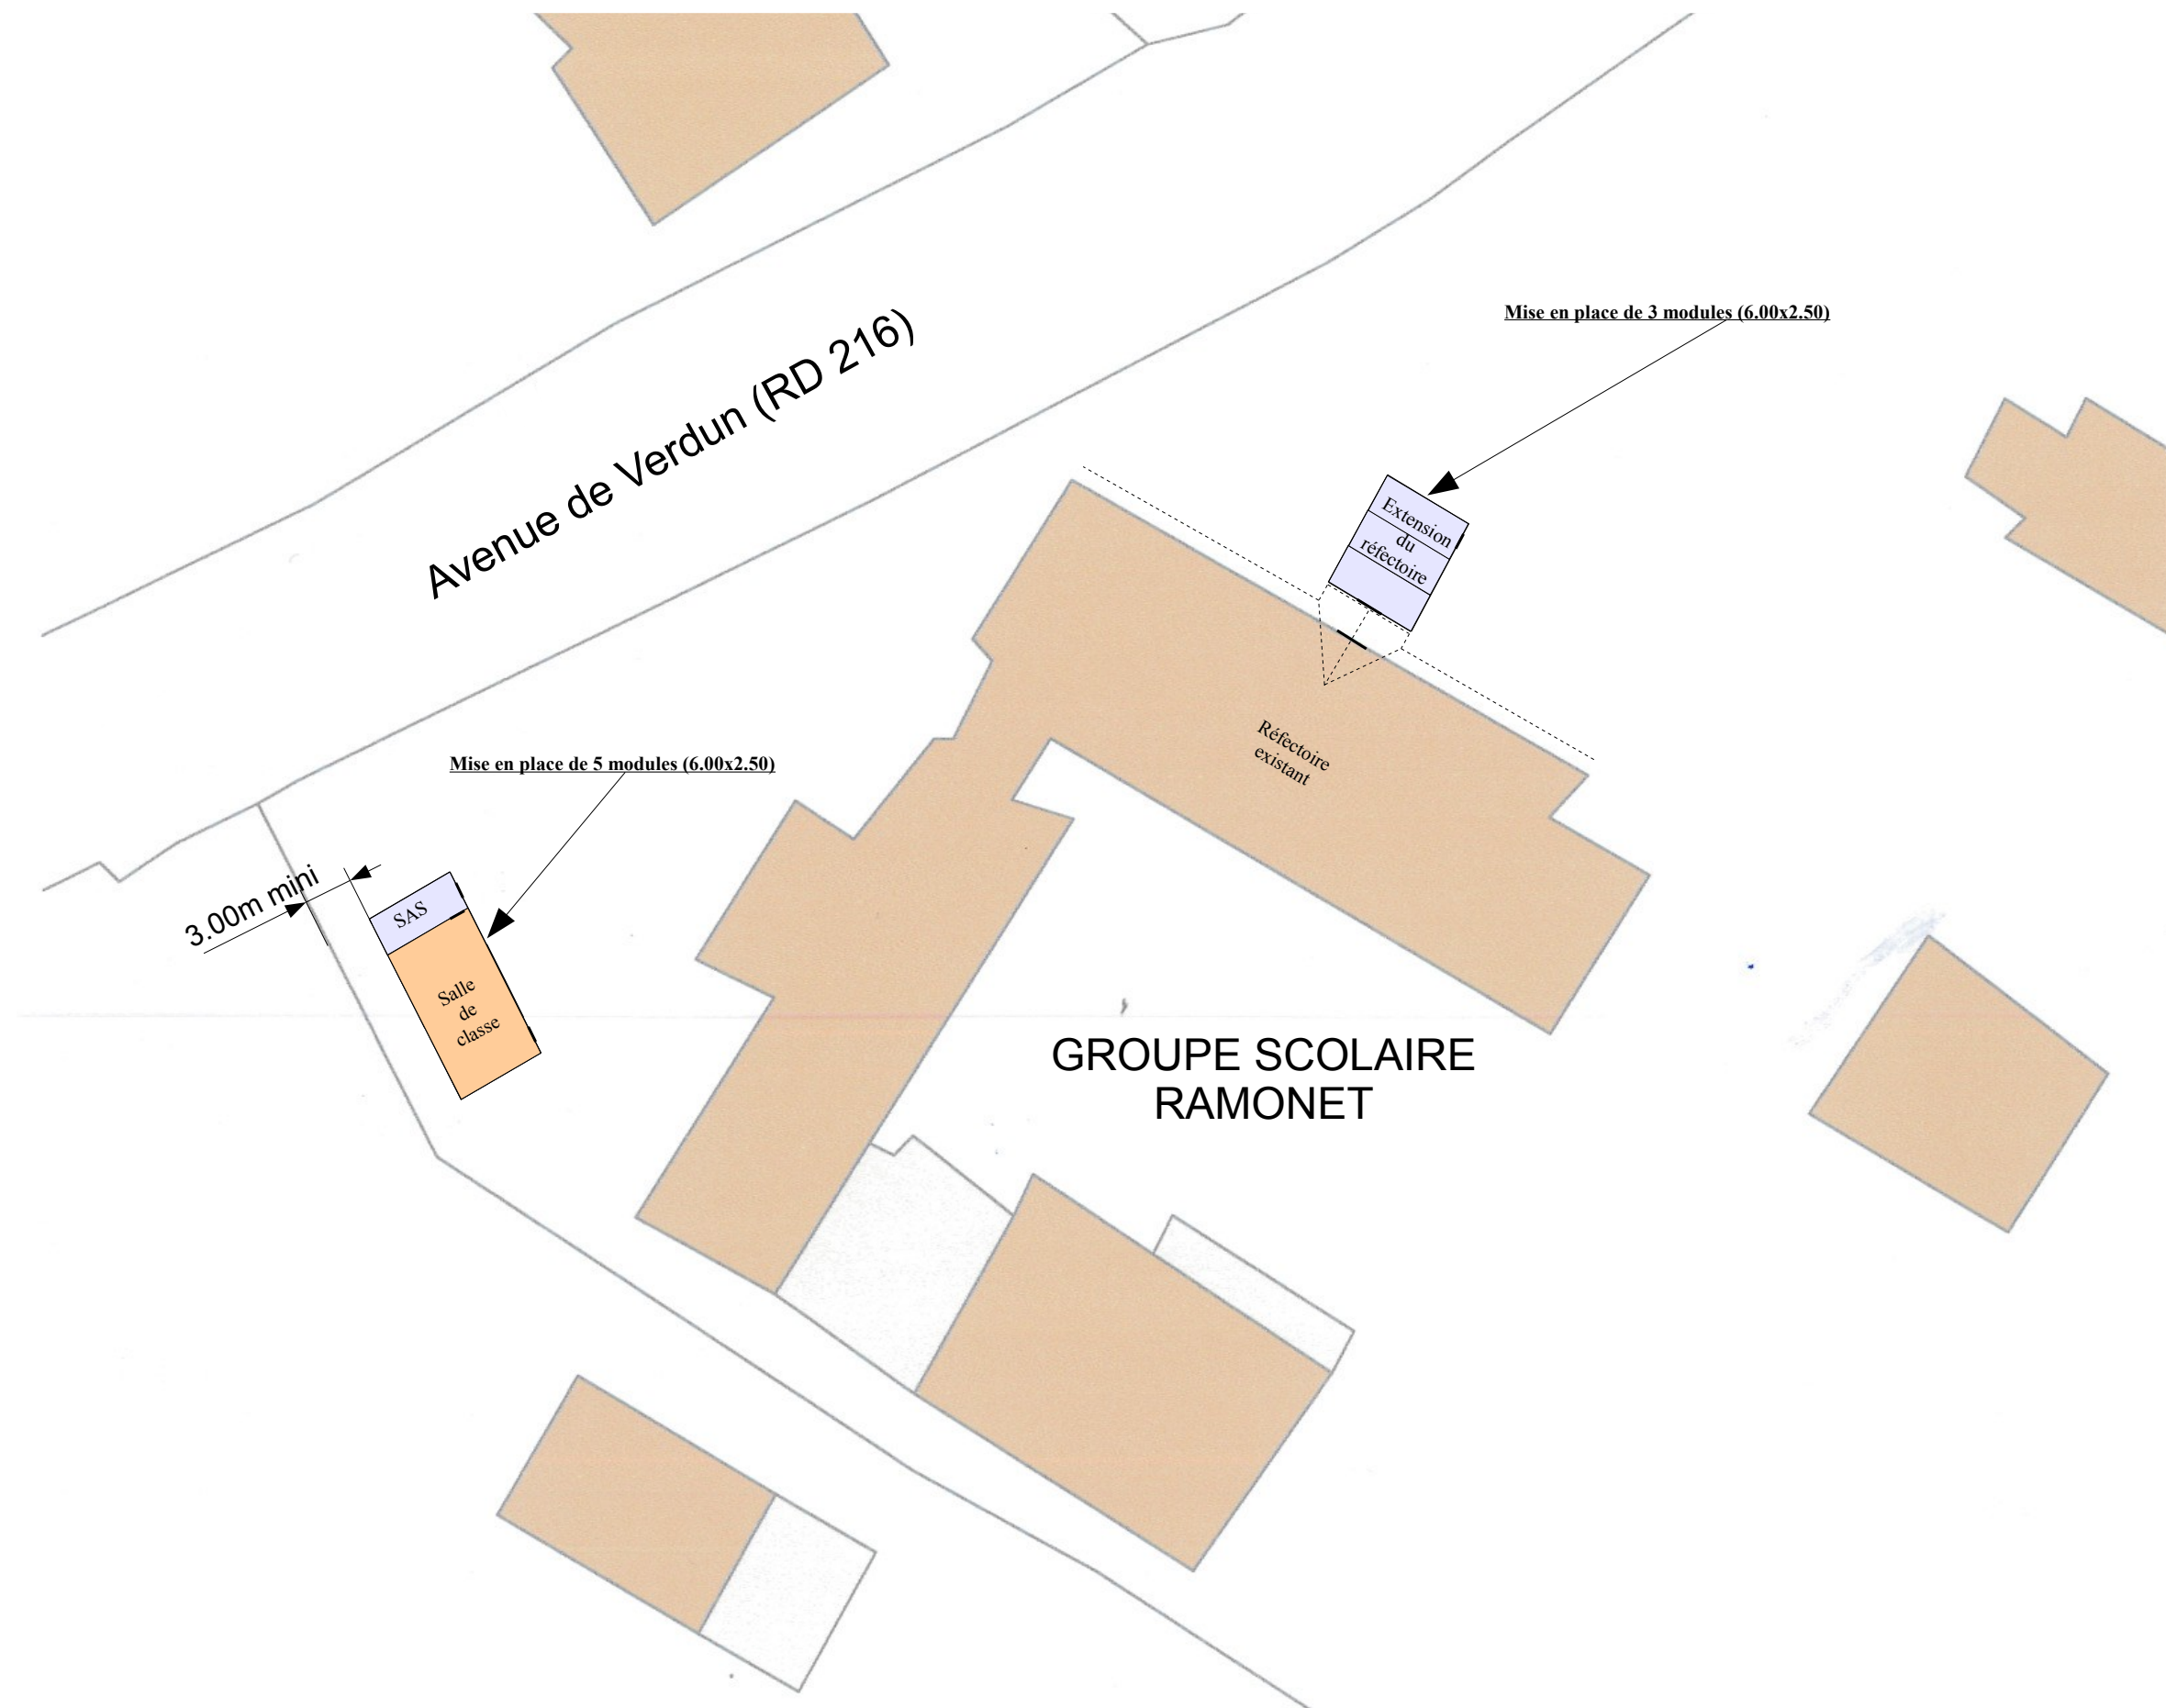 Mise en place de 3 modules (6.00x2.50)
Avenue de Verdun (RD 216)
Extension
du
réfectoire
Réfectoire
existant
Mise en place de 5 modules (6.00x2.50)
3.00m mini
SAS
Salle
de
classe
GROUPE SCOLAIRE
RAMONET